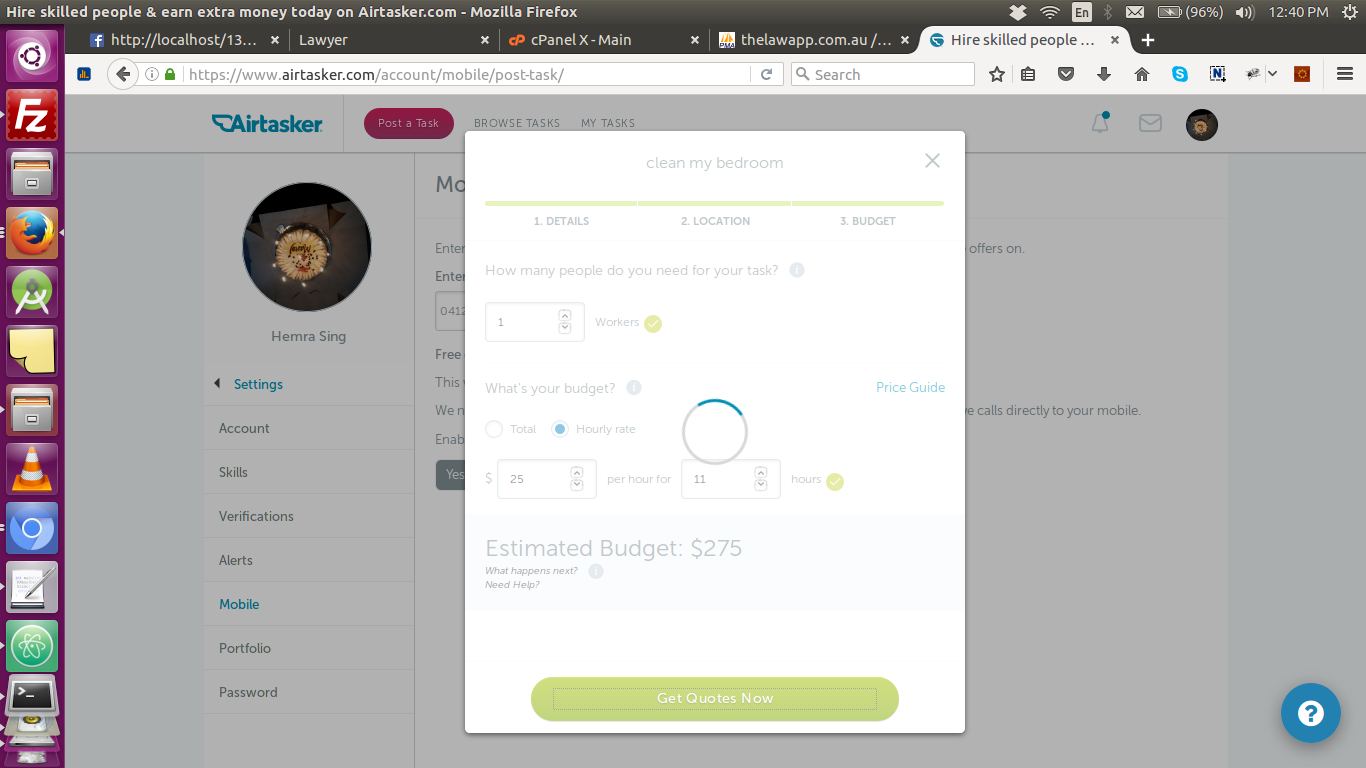 Hire skilled people & earn extra money today on Airtasker.com - Mozilla Firefox
En
(96%)
12:40 PM
http://localhost/13...
Lawyer
cPanel X - Main
thelawapp.com.au /...
Hire skilled people ...
https://www.airtasker.com/account/mobile/post-task/
Search
Airtasker
Post a Task
BROWSE TASKS
MY TASKS
Hemra Sing
Settings
Account
Skills
Verifications
Alerts
Mobile
Portfolio
Password
Mo
Enter
offers on.
Enter
0412
Free
This
We n
ve calls directly to your mobile.
Enab
Yes
clean my bedroom
1. DETAILS
2. LOCATION
3. BUDGET
How many people do you need for your task?
1
Workers
What's your budget?
Price Guide
Total
Hourly rate
$ 25 per hour for 11 hours
Estimated Budget: $275
What happens next?
Need Help?
Get Quotes Now